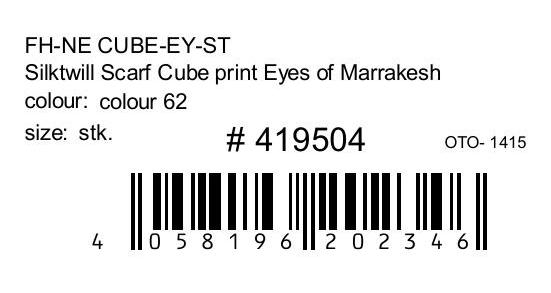 FH-NE CUBE-EY-ST
Silktwill Scarf Cube print Eyes of Marrakesh
colour: colour 62
size: stk.
# 419504
OTO- 1415
4 058196 202346